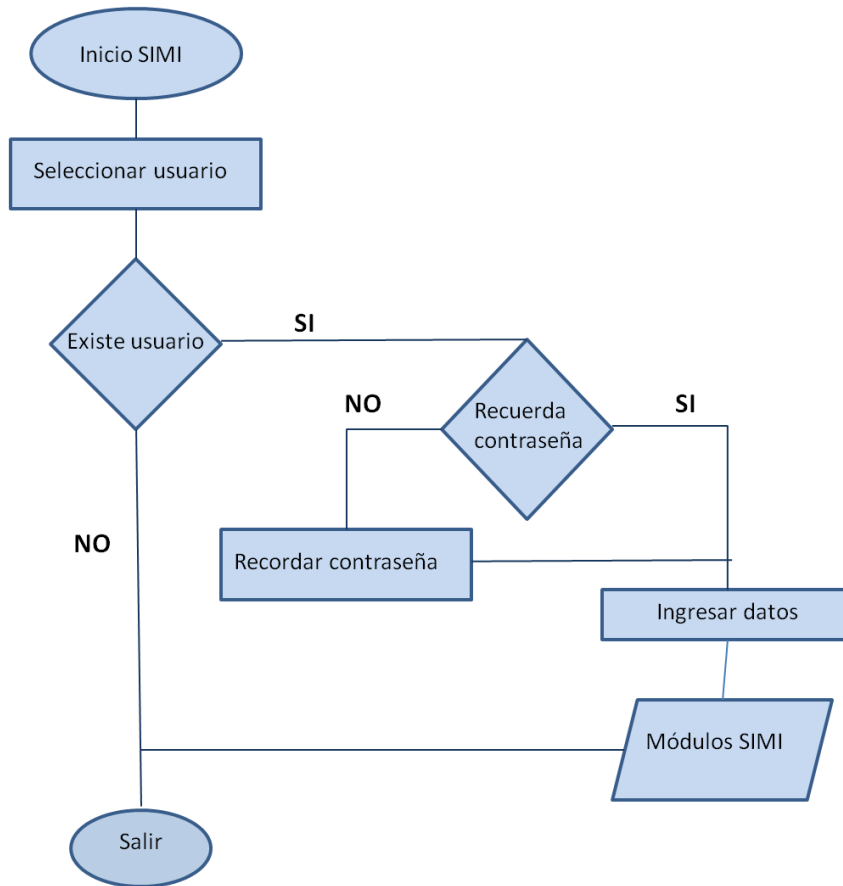 Inicio SIMI
Seleccionar usuario
Existe usuario
SI
NO
Recuerda
contraseña
SI
NO
Recordar contraseña
Ingresar datos
Módulos SIMI
Salir